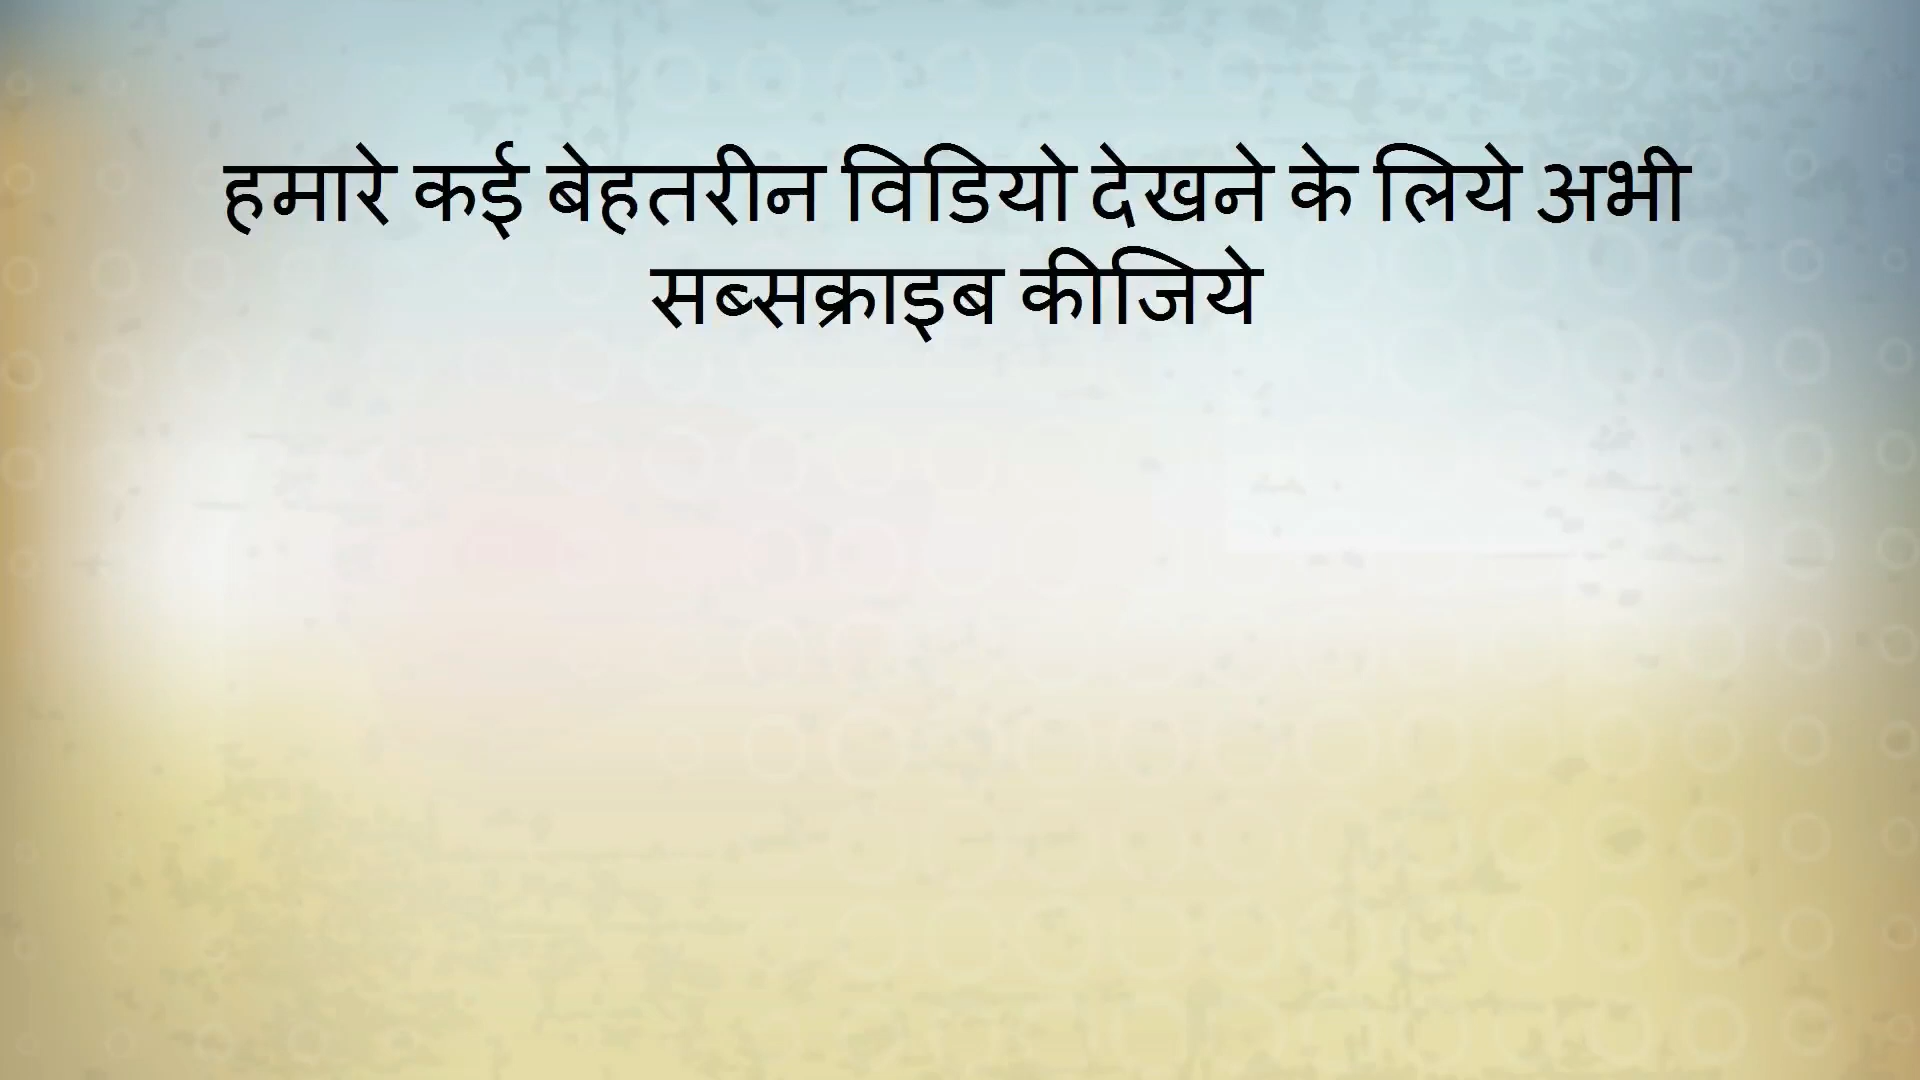 हमारे कई बेहतरीन विडियो देखने के लिये अभी
सब्सक्राइब कीजिये